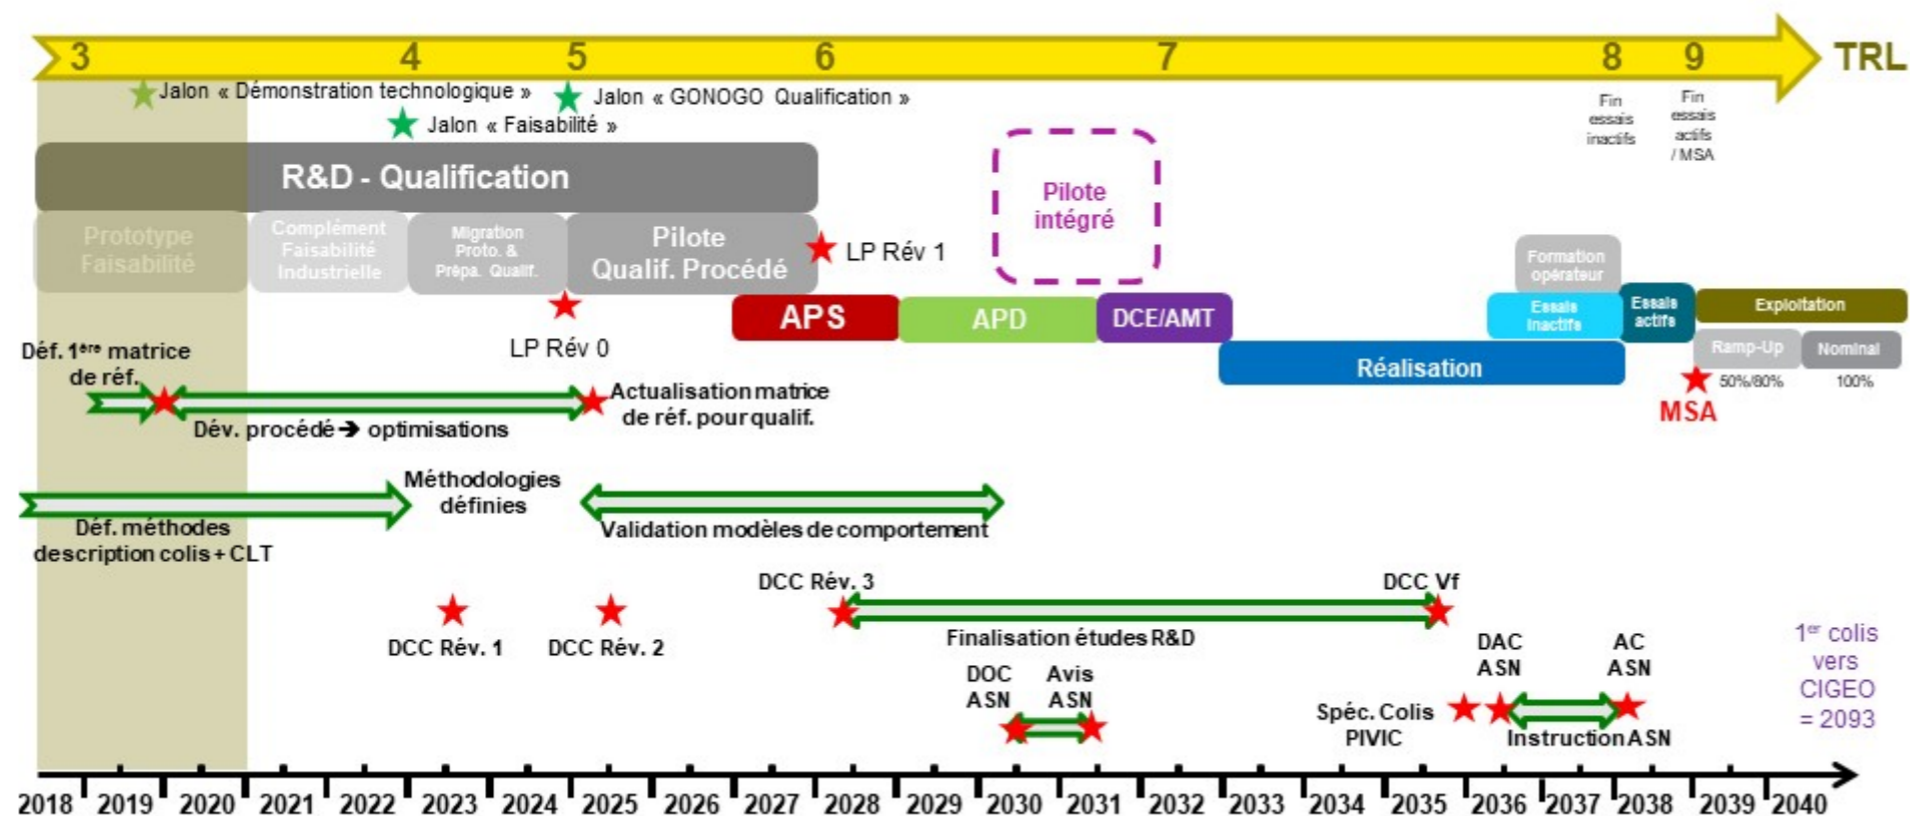 3 4 5 6 7 8 9 TRL
Jalon « Démonstration technologique »
Jalon « GONOGO Qualification »
Jalon « Faisabilité »
Fin
essais
inactifs
Fin
essais
actifs
/ MSA
R&D - Qualification
Prototype
Faisabilité
Complément
Faisabilité
Industrielle
Migration
Proto. &
Prépa. Qualif.
Pilote
Qualif. Procédé
LP Rév 1
Pilote
intégré
LP Rév 0
APS
APD
DCE/AMT
Réalisation
Formation
opérateur
Essais
Inactifs
Essais
actifs
Exploitation
Ramp-Up
Nominal
50%/80%
100%
MSA
Déf. 1ère matrice
de réf.
Dév. procédé ➔ optimisations
Actualisation matrice
de réf. pour qualif.
Déf. méthodes
description colis + CLT
Méthodologies
définies
Validation modèles de comportement
DCC Rév. 1
DCC Rév. 2
DCC Rév. 3
DCC Vf
Finalisation études R&D
DOC
ASN
Avis
ASN
Spéc. Colis
PIVIC
DAC
ASN
AC
ASN
Instruction ASN
1er colis
vers
CIGEO
= 2093
2018 2019 2020 2021 2022 2023 2024 2025 2026 2027 2028 2029 2030 2031 2032 2033 2034 2035 2036 2037 2038 2039 2040